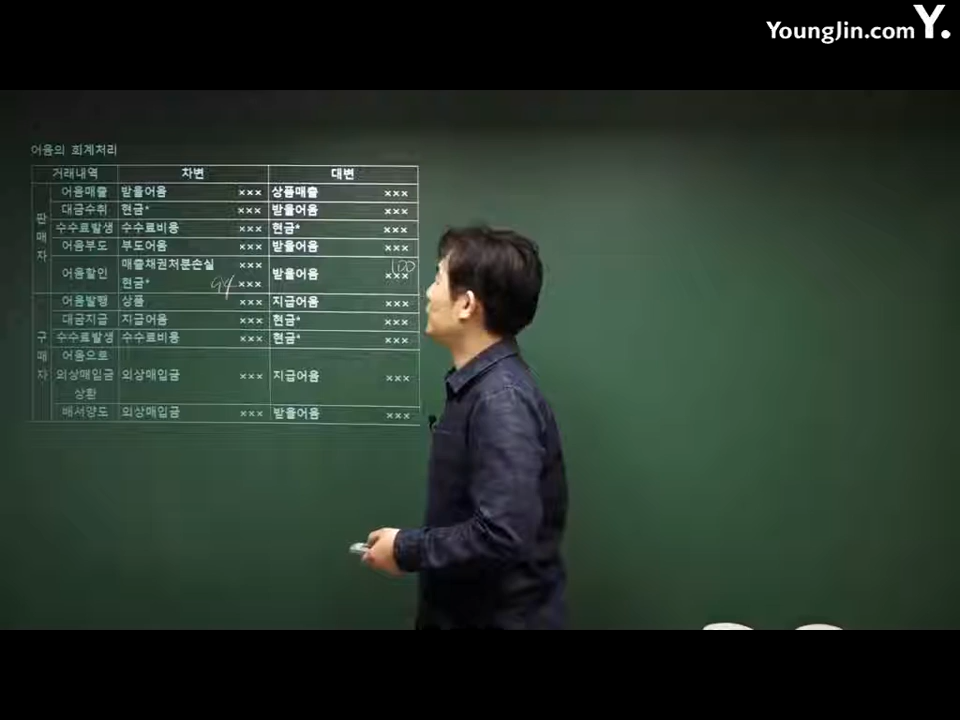 YoungJin.com Y.
어음의 회계처리
거래내역 차변 대변
판매자
어음매출 받을어음 ××× 상품매출 ×××
대금수취 현금* ××× 받을어음 ×××
수수료발생 수수료비용 ××× 현금* ×××
어음부도 부도어음 ××× 받을어음 ×××
어음할인 매출채권처분손실 ××× 받을어음 ××× 100
현금* 94 ×××
구매자
어음발행 상품 ××× 지급어음 ×××
대금지급 지급어음 ××× 현금* ×××
수수료발생 수수료비용 ××× 현금* ×××
어음으로
외상매입금 외상매입금 ××× 지급어음 ×××
상환
배서양도 외상매입금 ××× 받을어음 ×××